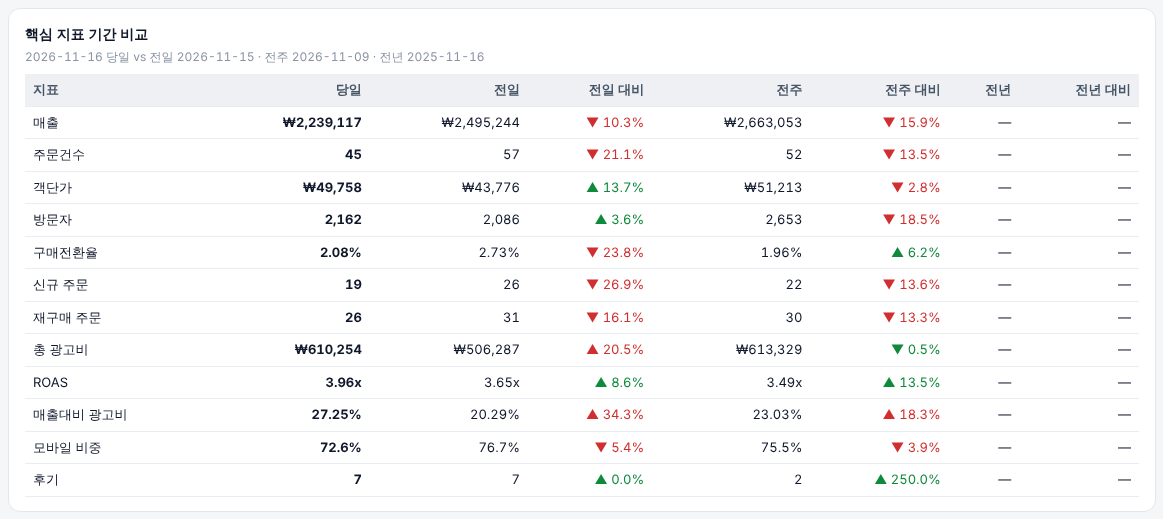 핵심 지표 기간 비교
2026-11-16 당일 vs 전일 2026-11-15 · 전주 2026-11-09 · 전년 2025-11-16
지표 당일 전일 전일 대비 전주 전주 대비 전년 전년 대비
매출 ₩2,239,117 ₩2,495,244 ▼ 10.3% ₩2,663,053 ▼ 15.9% — —
주문건수 45 57 ▼ 21.1% 52 ▼ 13.5% — —
객단가 ₩49,758 ₩43,776 ▲ 13.7% ₩51,213 ▼ 2.8% — —
방문자 2,162 2,086 ▲ 3.6% 2,653 ▼ 18.5% — —
구매전환율 2.08% 2.73% ▼ 23.8% 1.96% ▲ 6.2% — —
신규 주문 19 26 ▼ 26.9% 22 ▼ 13.6% — —
재구매 주문 26 31 ▼ 16.1% 30 ▼ 13.3% — —
총 광고비 ₩610,254 ₩506,287 ▲ 20.5% ₩613,329 ▼ 0.5% — —
ROAS 3.96x 3.65x ▲ 8.6% 3.49x ▲ 13.5% — —
매출대비 광고비 27.25% 20.29% ▲ 34.3% 23.03% ▲ 18.3% — —
모바일 비중 72.6% 76.7% ▼ 5.4% 75.5% ▼ 3.9% — —
후기 7 7 ▲ 0.0% 2 ▲ 250.0% — —